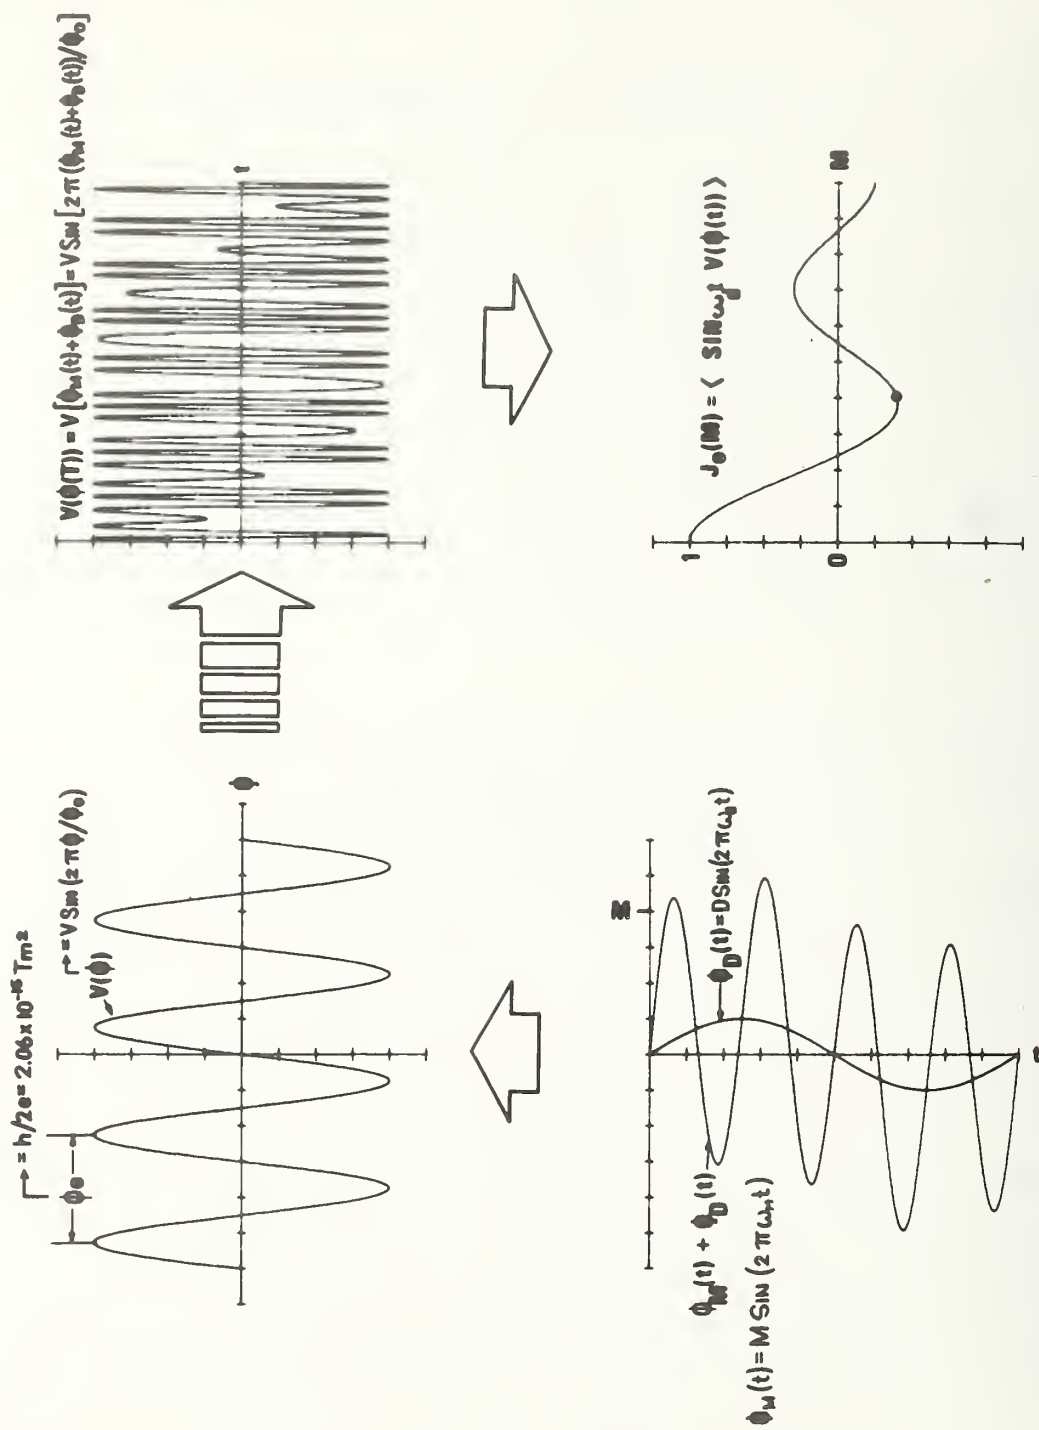 = h/2e = 2.06 x 10⁻¹⁵ Tm2
Φ₀
= V Sin (2πΦ/Φ₀)
V(Φ)
Φ
V(Φ(T)) = V[Φ_M(t)+Φ_D(t)] = V Sin[2π(Φ_M(t)+Φ_D(t))/Φ₀]
t
M
Φ_D(t) = D Sin(2πω_D t)
Φ_M(t) + Φ_D(t)
Φ_M(t) = M SIN (2πω_M t)
J₀(M) = ⟨ SIN ω_D t V(Φ(t)) ⟩
1
0
M